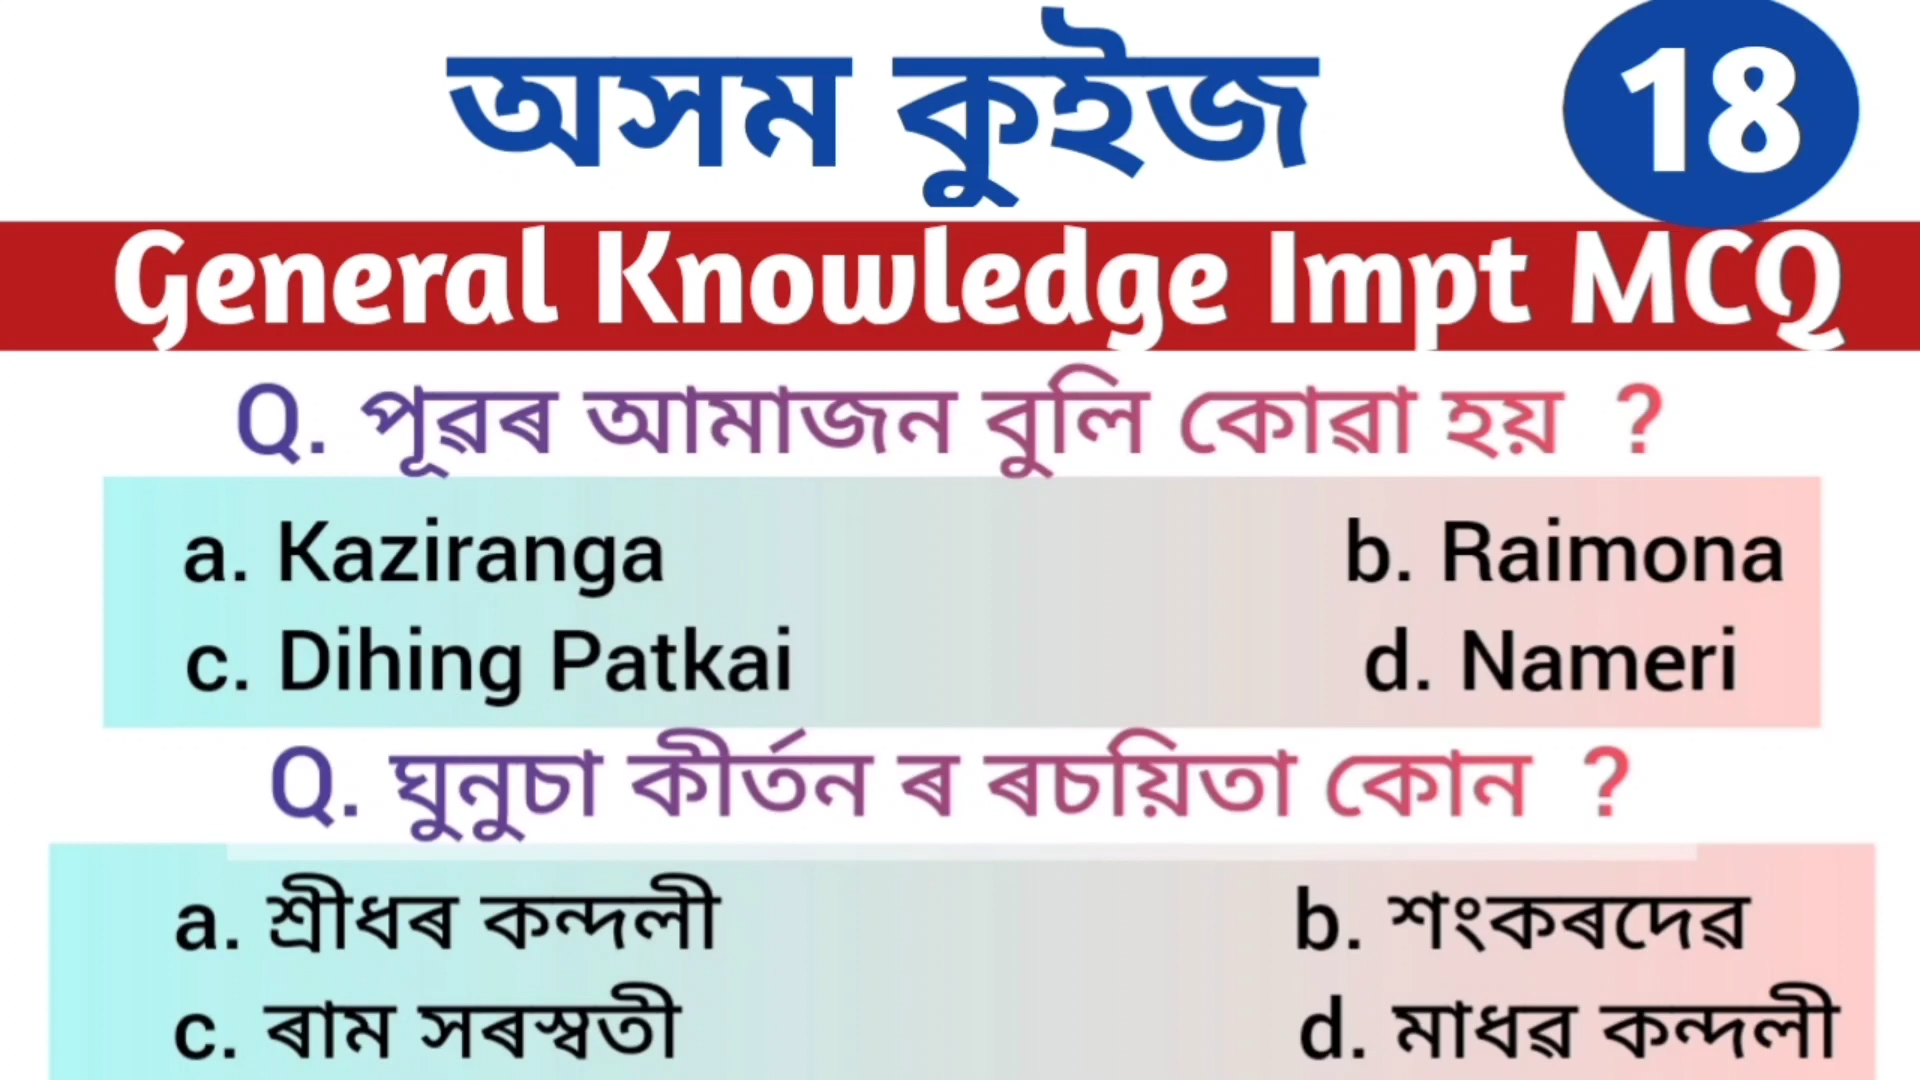 অসম কুইজ
18
General Knowledge Impt MCQ
Q. পূৱৰ আমাজন বুলি কোৱা হয় ?
a. Kaziranga b. Raimona
c. Dihing Patkai d. Nameri
Q. ঘুনুচা কীৰ্তন ৰ ৰচয়িতা কোন ?
a. শ্ৰীধৰ কন্দলী b. শংকৰদেৱ
c. ৰাম সৰস্বতী d. মাধৱ কন্দলী